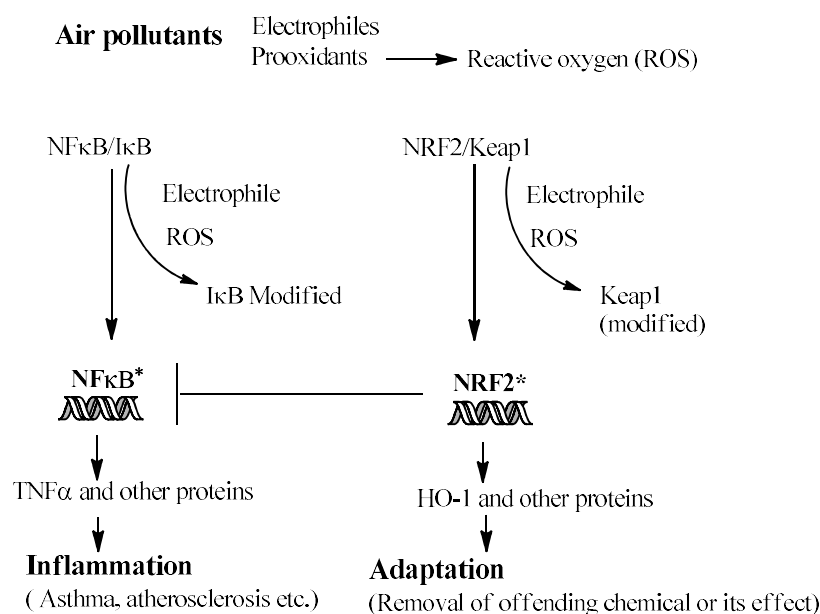 Air pollutants
Electrophiles
Prooxidants
Reactive oxygen (ROS)
NFκB/IκB
Electrophile
ROS
IκB Modified
NRF2/Keap1
Electrophile
ROS
Keap1
(modified)
NFκB*
NRF2*
TNFα and other proteins
HO-1 and other proteins
Inflammation
( Asthma, atherosclerosis etc.)
Adaptation
(Removal of offending chemical or its effect)